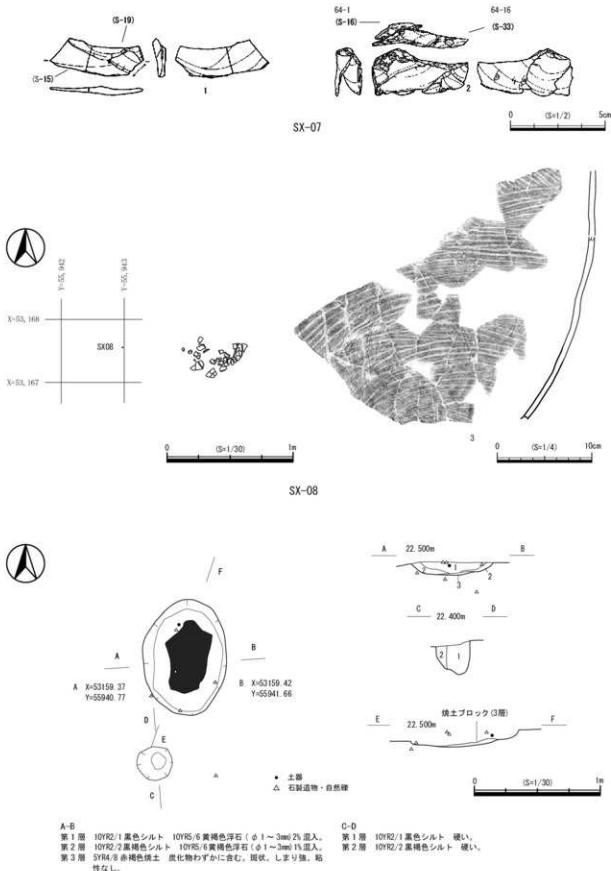 (S-19)
(S-15)
1
64-1
(S-16)
64-16
(S-33)
2
0 (S=1/2) 5cm
SX-07
Y=55,942
Y=55,943
X=53,168
SX08
X=53,167
0 (S=1/30) 1m
3
0 (S=1/4) 10cm
SX-08
F
A
B
A X=53159.37
Y=55940.77
B X=53159.42
Y=55941.66
D
E
C
● 土器
△ 石製遺物・自然礫
A 22.500m B
1
2
2
3
C 22.400m D
2 1
焼土ブロック(3層)
E 22.500m F
0 (S=1/30) 1m
A-B
第1層 10YR2/1黒色シルト 10YR5/6黄褐色浮石(φ1~3mm)2%混入。
第2層 10YR2/2黒褐色シルト 10YR5/6黄褐色浮石(φ1~3mm)1%混入。
第3層 5YR4/8赤褐色焼土 炭化物わずかに含む。斑状。しまり強。粘
性なし。
C-D
第1層 10YR2/1黒色シルト 硬い。
第2層 10YR2/2黒褐色シルト 硬い。